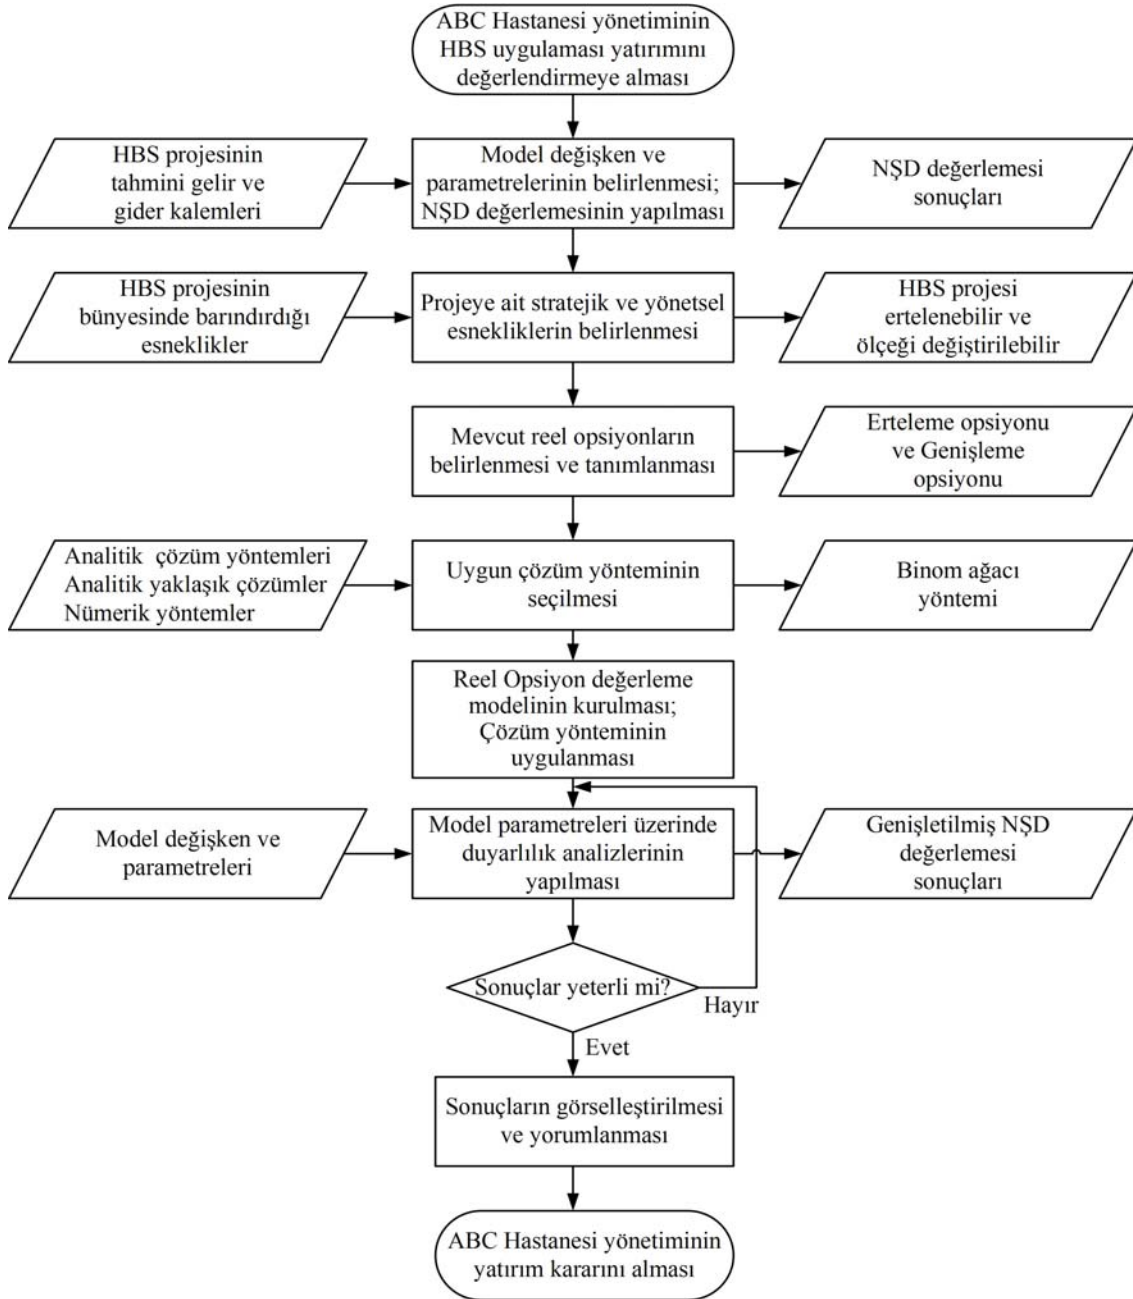 ABC Hastanesi yönetiminin
HBS uygulaması yatırımını
değerlendirmeye alması
HBS projesinin
tahmini gelir ve
gider kalemleri
Model değişken ve
parametrelerinin belirlenmesi;
NŞD değerlemesinin yapılması
NŞD değerlemesi
sonuçları
HBS projesinin
bünyesinde barındırdığı
esneklikler
Projeye ait stratejik ve yönetsel
esnekliklerin belirlenmesi
HBS projesi
ertelenebilir ve
ölçeği değiştirilebilir
Mevcut reel opsiyonların
belirlenmesi ve tanımlanması
Erteleme opsiyonu
ve Genişleme
opsiyonu
Analitik çözüm yöntemleri
Analitik yaklaşık çözümler
Nümerik yöntemler
Uygun çözüm yönteminin
seçilmesi
Binom ağacı
yöntemi
Reel Opsiyon değerleme
modelinin kurulması;
Çözüm yönteminin
uygulanması
Model değişken ve
parametreleri
Model parametreleri üzerinde
duyarlılık analizlerinin
yapılması
Genişletilmiş NŞD
değerlemesi
sonuçları
Sonuçlar yeterli mi?
Hayır
Evet
Sonuçların görselleştirilmesi
ve yorumlanması
ABC Hastanesi yönetiminin
yatırım kararını alması